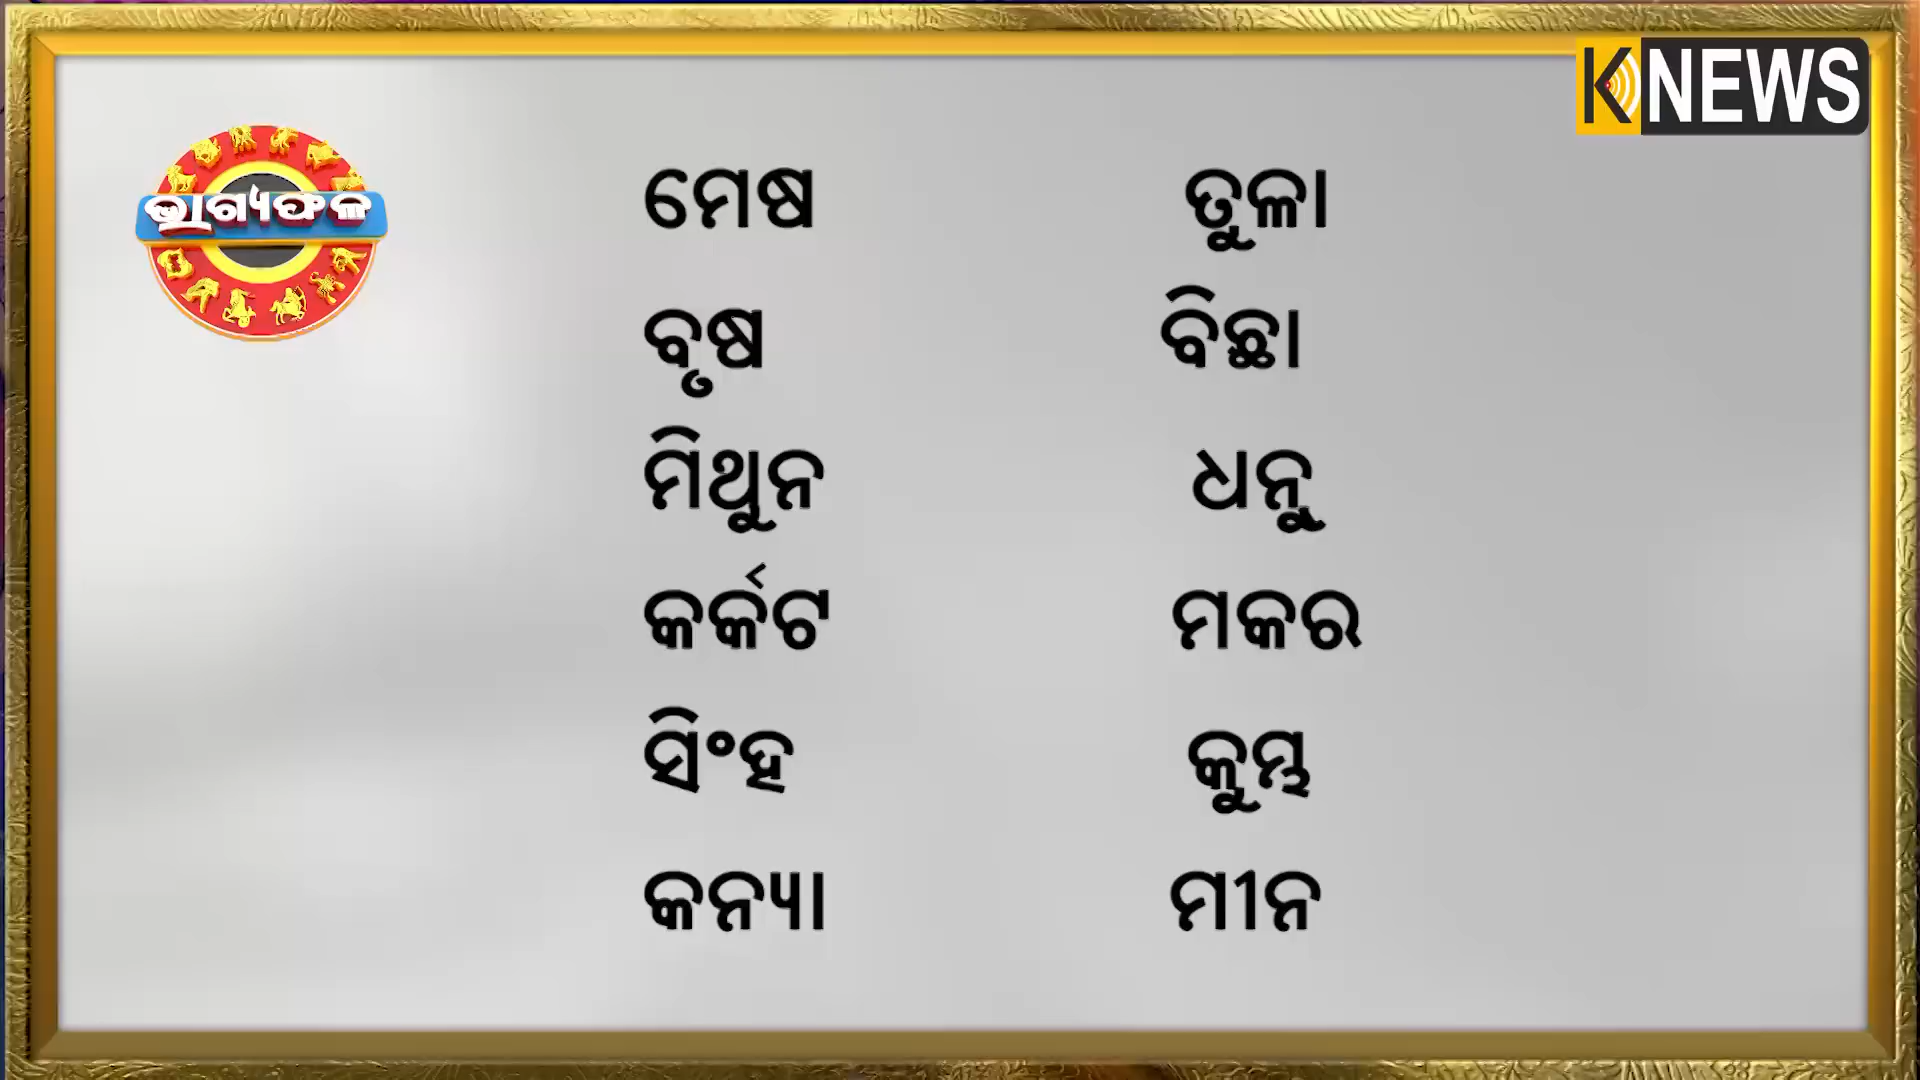 KNEWS
ଭାଗ୍ୟଫଳ
ମେଷ ତୁଳା
ବୃଷ ବିଛା
ମିଥୁନ ଧନୁ
କର୍କଟ ମକର
ସିଂହ କୁମ୍ଭ
କନ୍ୟା ମୀନ